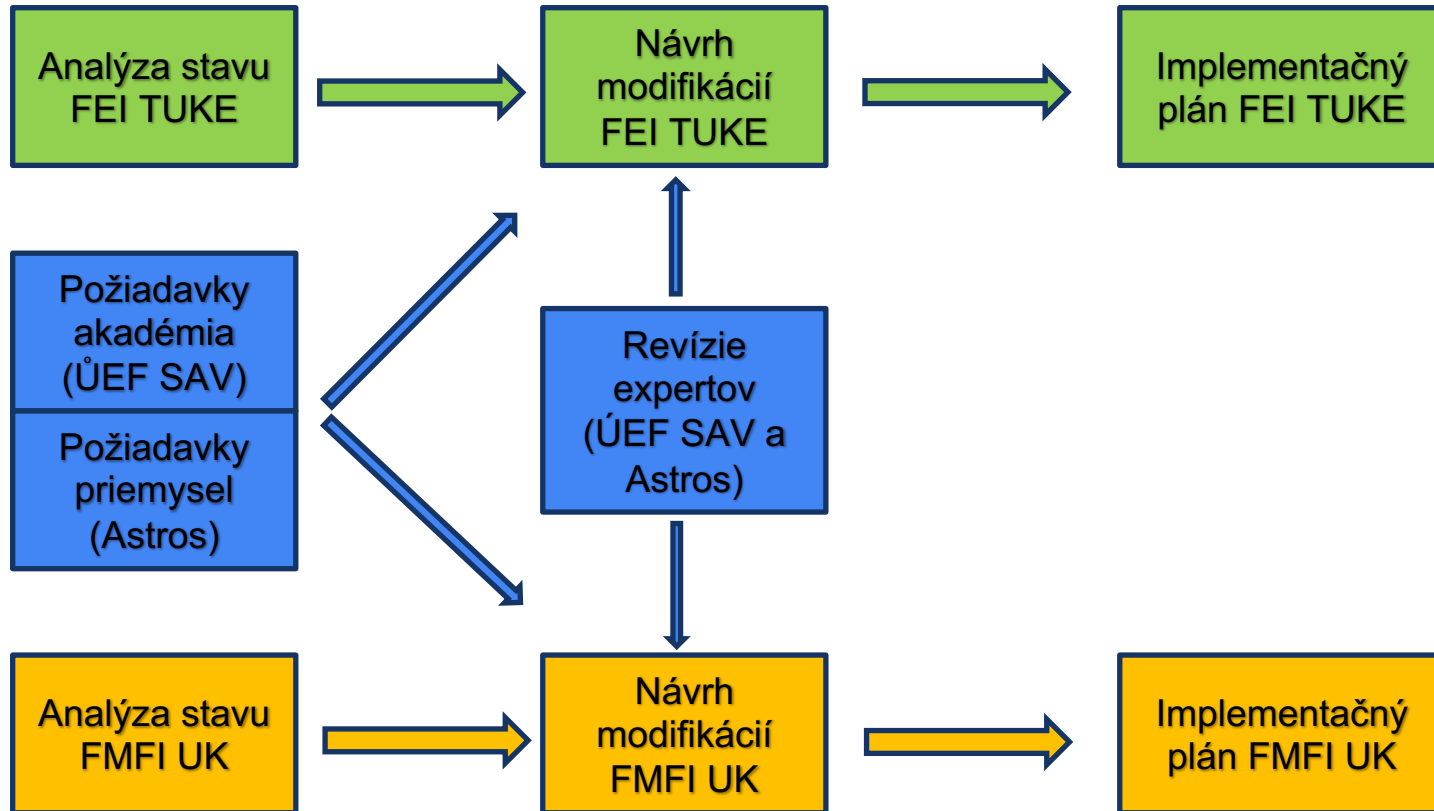 Analýza stavu
FEI TUKE
Návrh
modifikácií
FEI TUKE
Implementačný
plán FEI TUKE
Požiadavky
akadémia
(ŮEF SAV)
Požiadavky
priemysel
(Astros)
Revízie
expertov
(ÚEF SAV a
Astros)
Analýza stavu
FMFI UK
Návrh
modifikácií
FMFI UK
Implementačný
plán FMFI UK